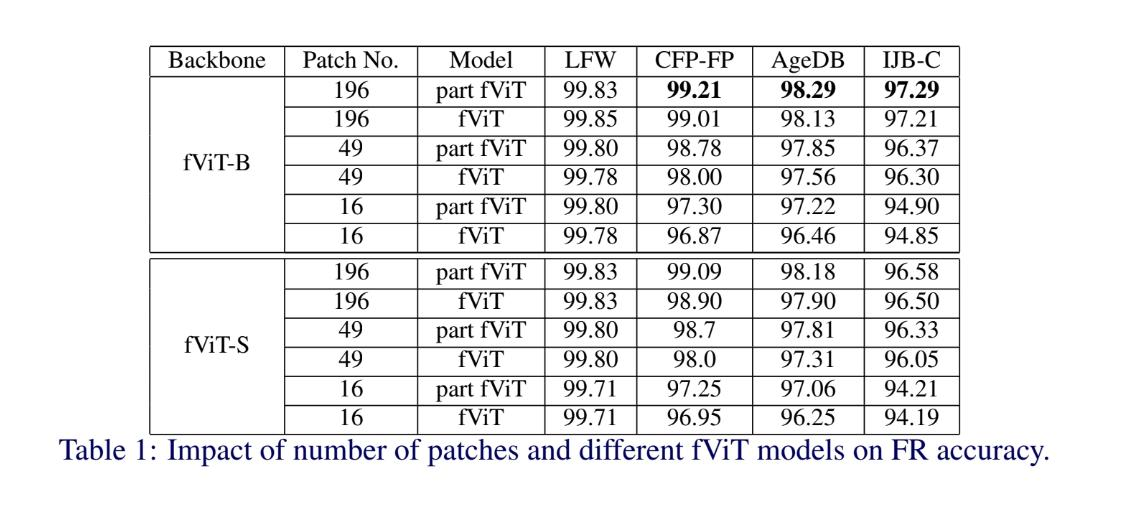 Backbone Patch No. Model LFW CFP-FP AgeDB IJB-C
196 part fViT 99.83 99.21 98.29 97.29
196 fViT 99.85 99.01 98.13 97.21
49 part fViT 99.80 98.78 97.85 96.37
fViT-B
49 fViT 99.78 98.00 97.56 96.30
16 part fViT 99.80 97.30 97.22 94.90
16 fViT 99.78 96.87 96.46 94.85
196 part fViT 99.83 99.09 98.18 96.58
196 fViT 99.83 98.90 97.90 96.50
49 part fViT 99.80 98.7 97.81 96.33
fViT-S
49 fViT 99.80 98.0 97.31 96.05
16 part fViT 99.71 97.25 97.06 94.21
16 fViT 99.71 96.95 96.25 94.19
Table 1: Impact of number of patches and different fViT models on FR accuracy.